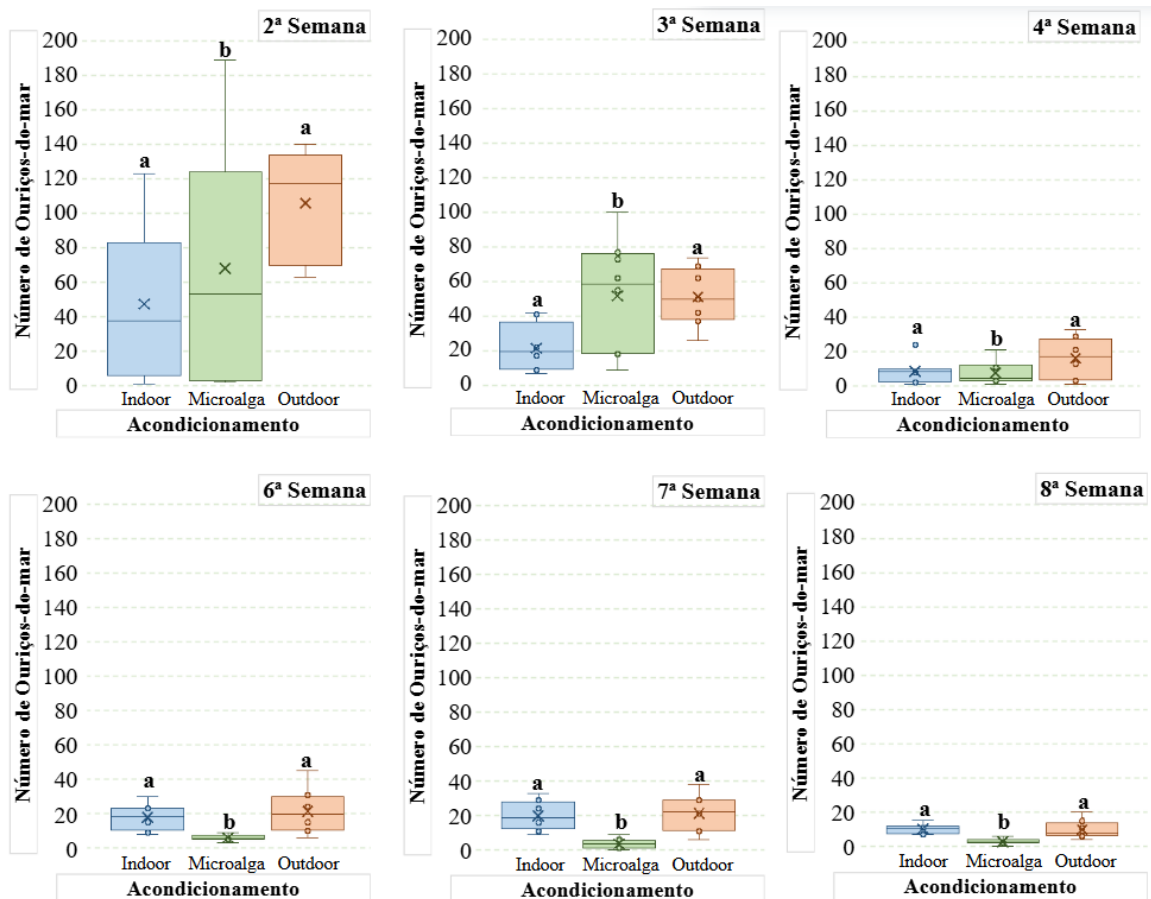 2ª Semana
Número de Ouriços-do-mar
200
180
160
140
120
100
80
60
40
20
0
a
b
a
Indoor Microalga Outdoor
Acondicionamento
3ª Semana
Número de Ouriços-do-mar
200
180
160
140
120
100
80
60
40
20
0
a
b
a
Indoor Microalga Outdoor
Acondicionamento
4ª Semana
Número de Ouriços-do-mar
200
180
160
140
120
100
80
60
40
20
0
a
b
a
Indoor Microalga Outdoor
Acondicionamento
6ª Semana
Número de Ouriços-do-mar
200
180
160
140
120
100
80
60
40
20
0
a
b
a
Indoor Microalga Outdoor
Acondicionamento
7ª Semana
Número de Ouriços-do-mar
200
180
160
140
120
100
80
60
40
20
0
a
b
a
Indoor Microalga Outdoor
Acondicionamento
8ª Semana
Número de Ouriços-do-mar
200
180
160
140
120
100
80
60
40
20
0
a
b
a
Indoor Microalga Outdoor
Acondicionamento